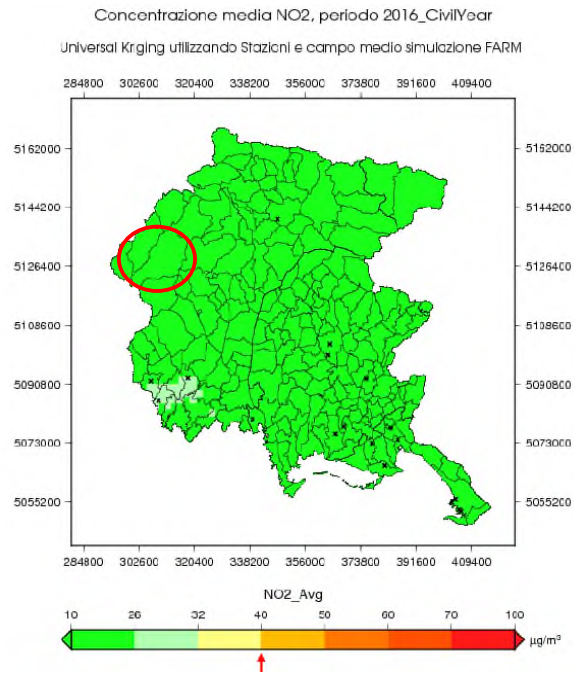 Concentrazione media NO2, periodo 2016_CivilYear
Universal Kriging utilizzando Stazioni e campo medio simulazione FARM
284800 302600 320400 338200 356000 373800 391600 409400
5162000 5162000
5144200 5144200
5126400 5126400
5108600 5108600
5090800 5090800
5073000 5073000
5055200 5055200
284800 302600 320400 338200 356000 373800 391600 409400
NO2_Avg
10 26 32 40 50 60 70 100
µg/m³